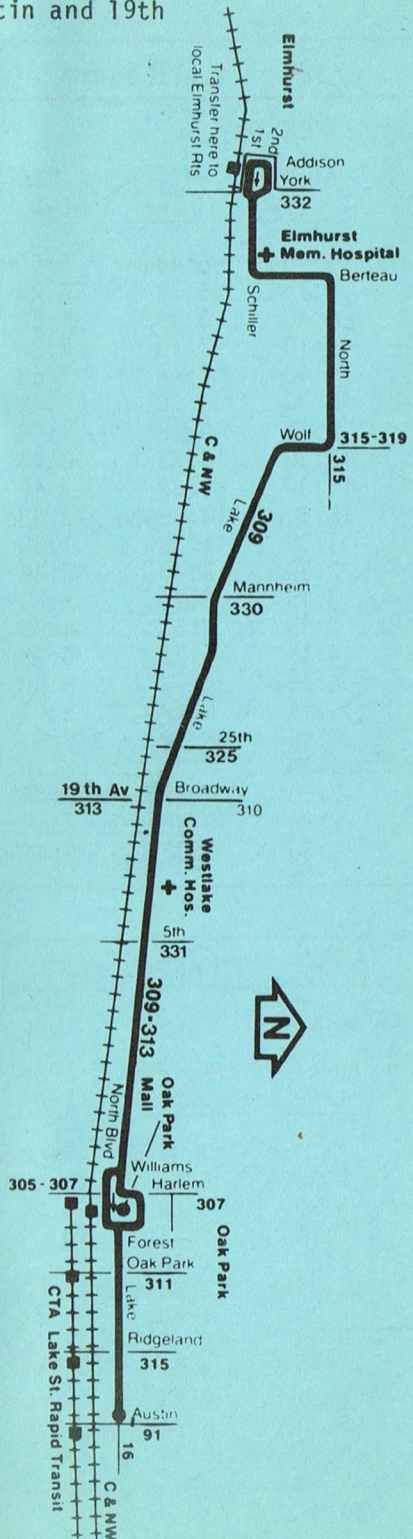 tin and 19th
Elmhurst
Transfer here to
local Elmhurst Rts
2nd
1st
Addison
York
332
Elmhurst
Mem. Hospital
Berteau
Schiller
North
Wolf
315-319
315
C & NW
309
Lake
Mannheim
330
Lake
25th
325
19th Av
313
Broadway
310
Westlake
Comm. Hos.
5th
331
N
309-313
Oak Park
Mall
North Blvd
Williams
Harlem
305-307
307
Oak Park
Forest
Oak Park
311
Lake
Ridgeland
315
CTA Lake St. Rapid Transit
Austin
91
16
C & NW